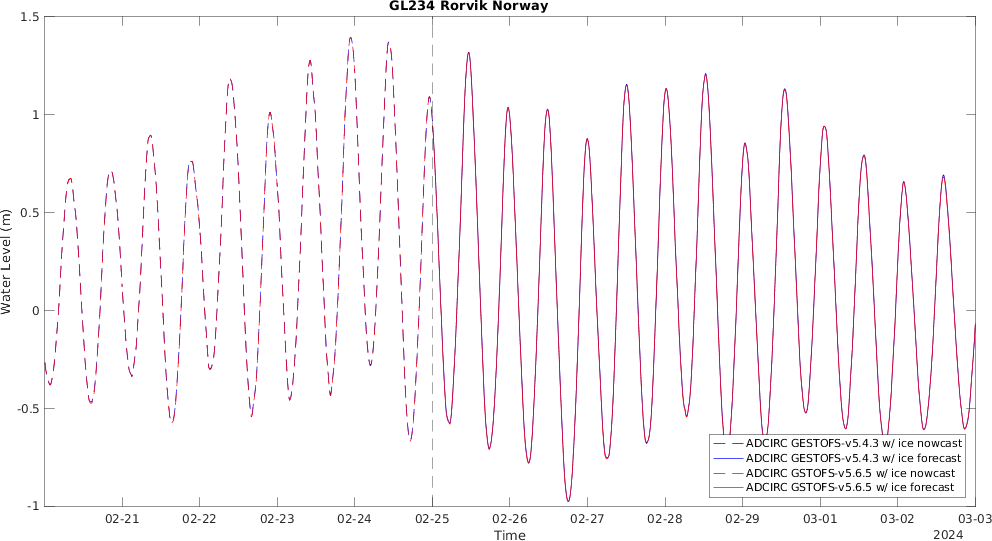 GL234 Rorvik Norway
1.5
1
0.5
0
-0.5
-1
Water Level (m)
ADCIRC GESTOFS-v5.4.3 w/ ice nowcast
ADCIRC GESTOFS-v5.4.3 w/ ice forecast
ADCIRC GSTOFS-v5.6.5 w/ ice nowcast
ADCIRC GSTOFS-v5.6.5 w/ ice forecast
02-21 02-22 02-23 02-24 02-25 02-26 02-27 02-28 02-29 03-01 03-02 03-03
Time
2024